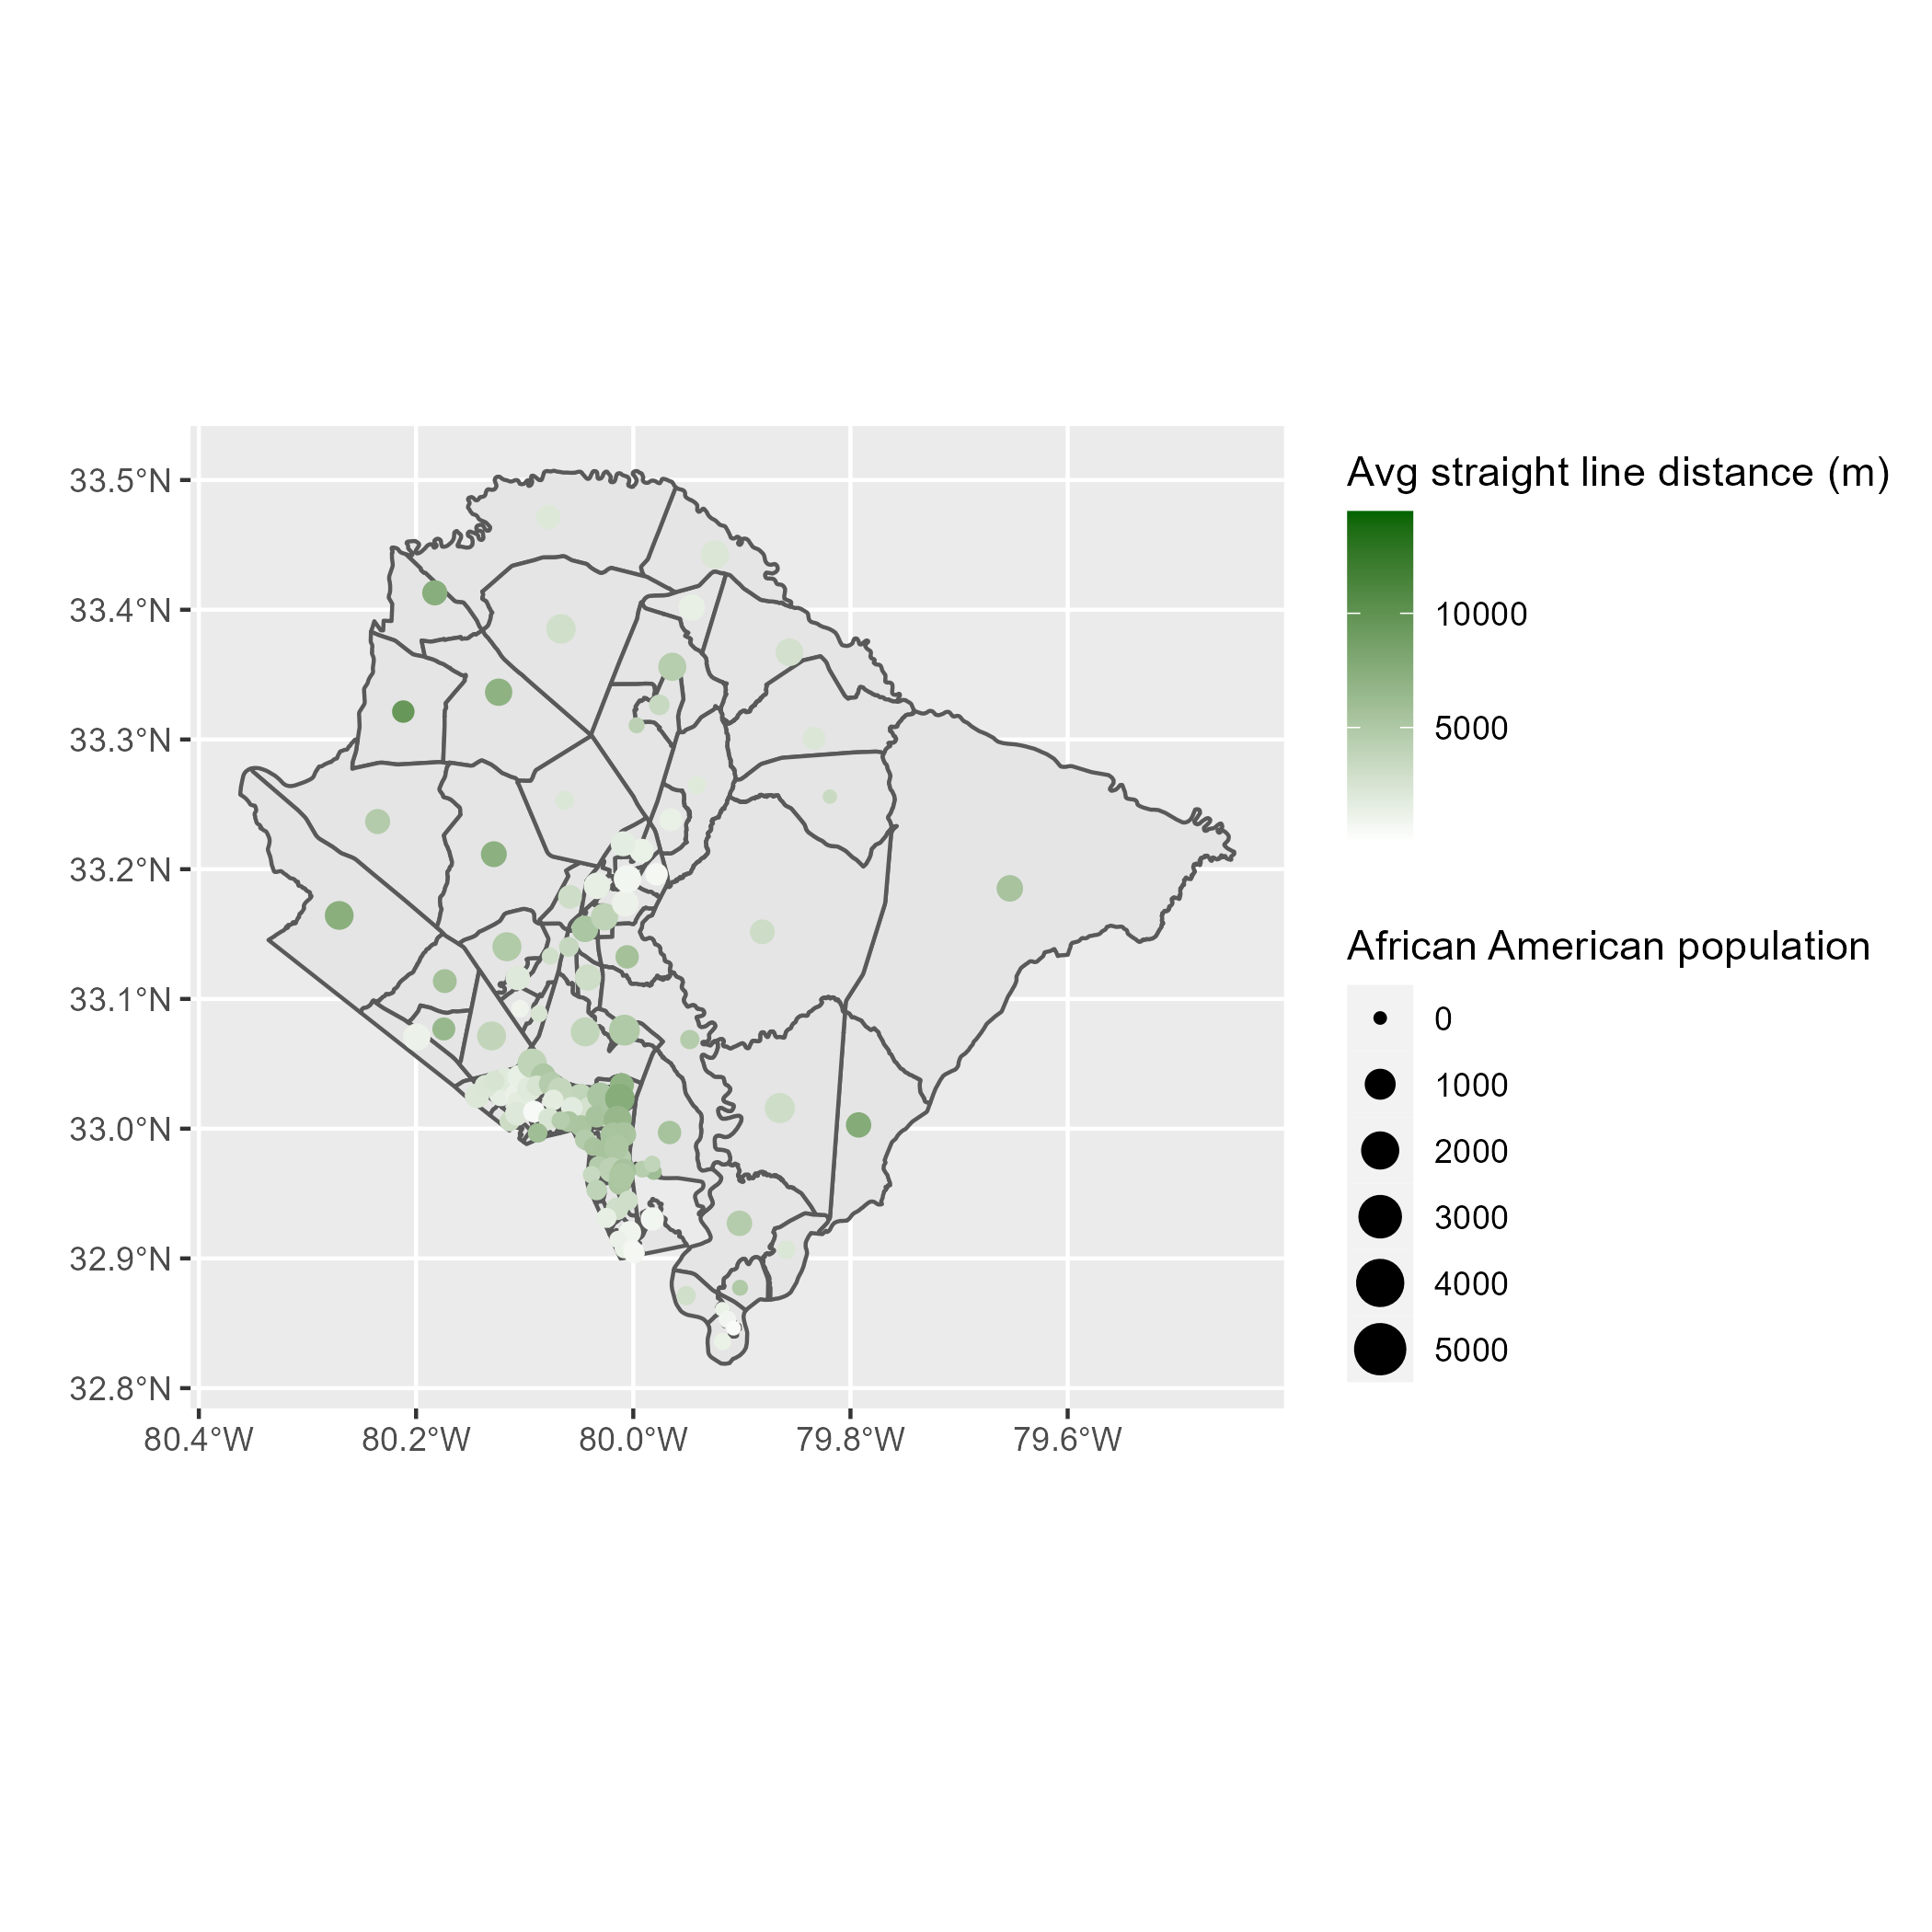 33.5°N
33.4°N
33.3°N
33.2°N
33.1°N
33.0°N
32.9°N
32.8°N
80.4°W 80.2°W 80.0°W 79.8°W 79.6°W
Avg straight line distance (m)
10000
5000
African American population
0
1000
2000
3000
4000
5000